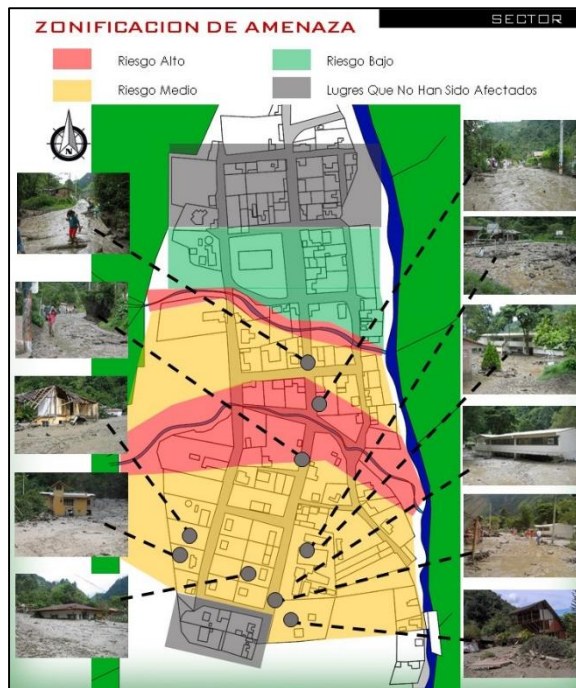 SECTOR
ZONIFICACION DE AMENAZA
Riesgo Alto
Riesgo Bajo
Riesgo Medio
Lugres Que No Han Sido Afectados
N